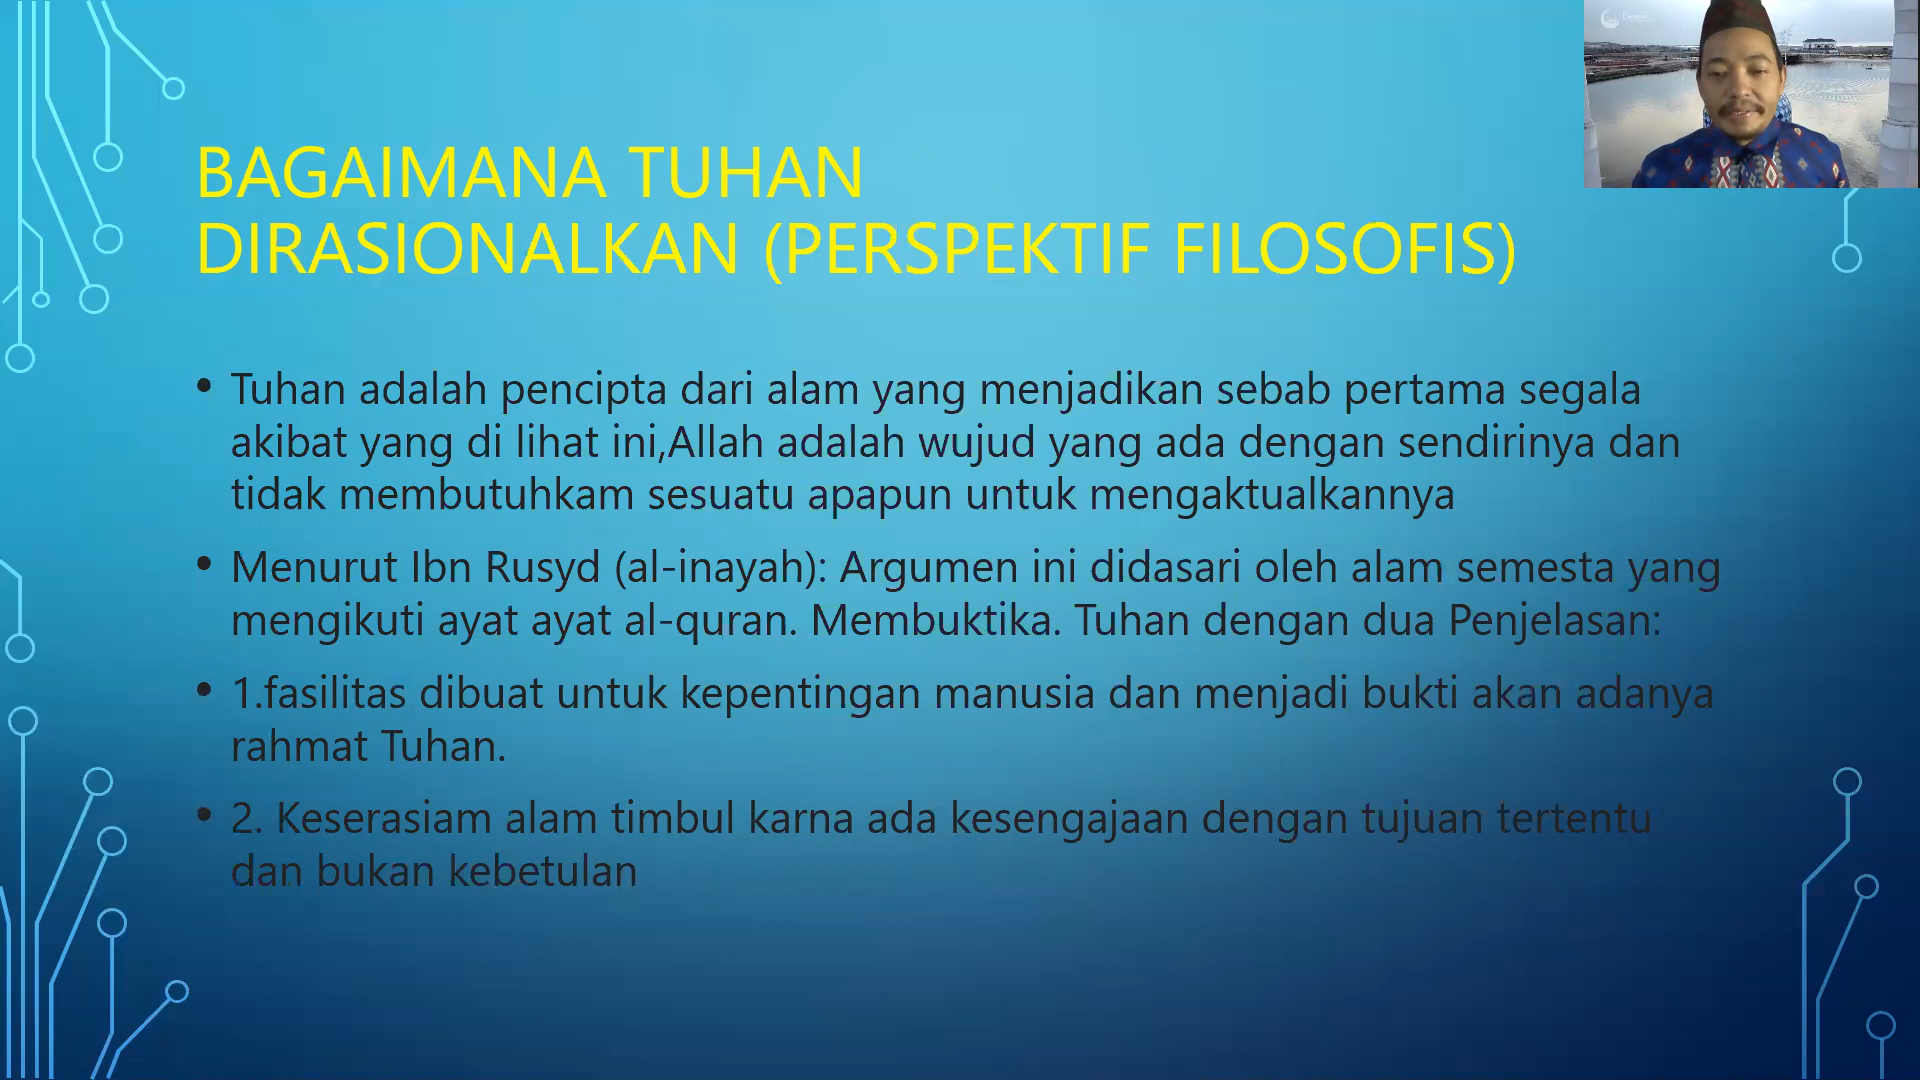 BAGAIMANA TUHAN
DIRASIONALKAN (PERSPEKTIF FILOSOFIS)
• Tuhan adalah pencipta dari alam yang menjadikan sebab pertama segala
akibat yang di lihat ini,Allah adalah wujud yang ada dengan sendirinya dan
tidak membutuhkam sesuatu apapun untuk mengaktualkannya
• Menurut Ibn Rusyd (al-inayah): Argumen ini didasari oleh alam semesta yang
mengikuti ayat ayat al-quran. Membuktika. Tuhan dengan dua Penjelasan:
• 1.fasilitas dibuat untuk kepentingan manusia dan menjadi bukti akan adanya
rahmat Tuhan.
• 2. Keserasiam alam timbul karna ada kesengajaan dengan tujuan tertentu
dan bukan kebetulan